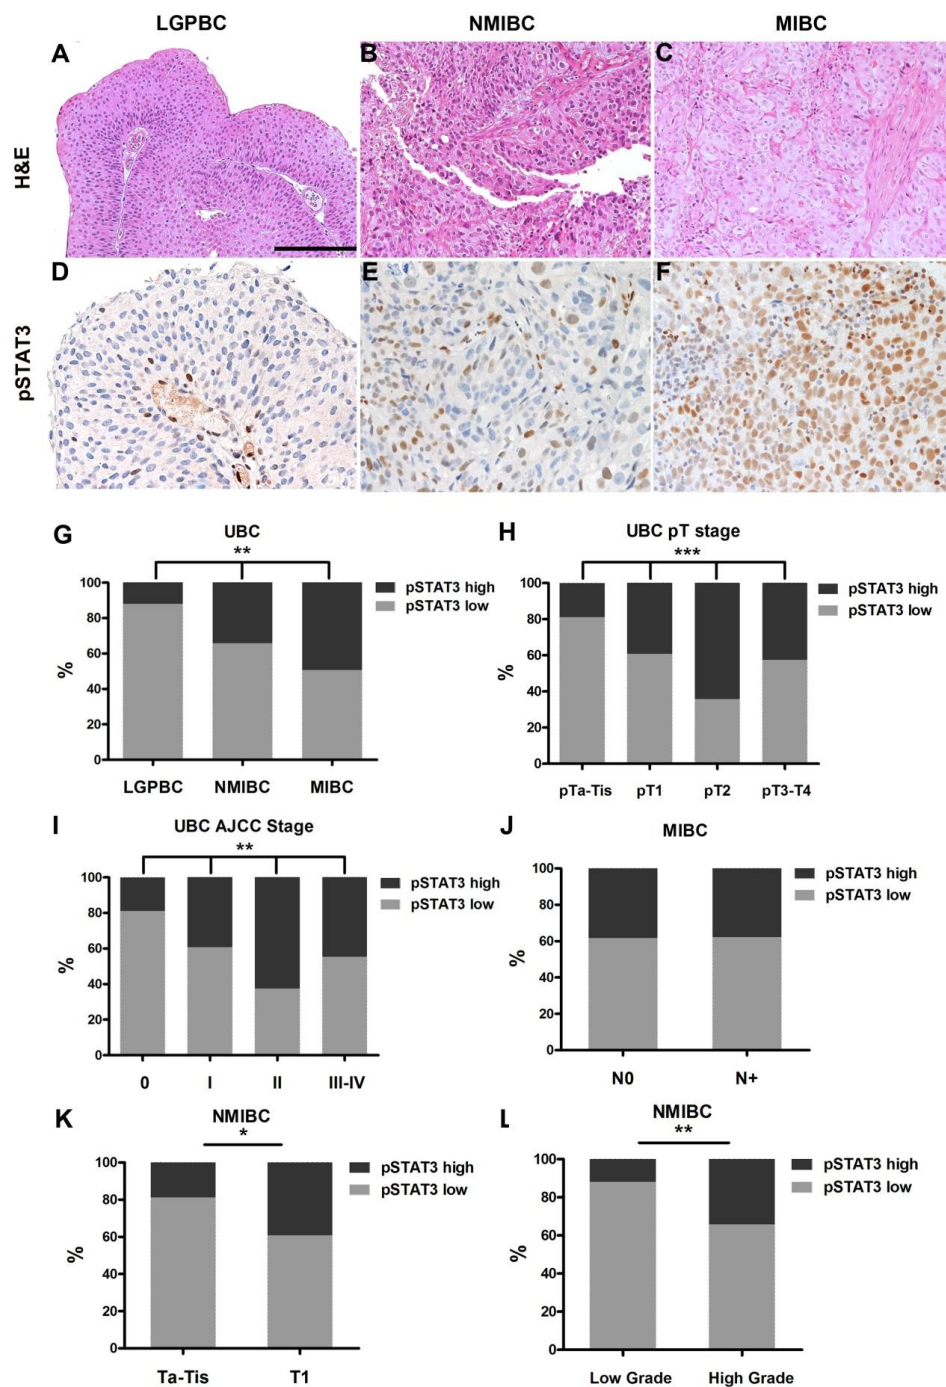 LGPBC NMIBC MIBC
H&E
A B C
pSTAT3
D E F
G
UBC
**
%
100
80
60
40
20
0
LGPBC NMIBC MIBC
pSTAT3 high
pSTAT3 low
H
UBC pT stage
***
%
100
80
60
40
20
0
pTa-Tis pT1 pT2 pT3-T4
pSTAT3 high
pSTAT3 low
I
UBC AJCC Stage
**
%
100
80
60
40
20
0
0 I II III-IV
pSTAT3 high
pSTAT3 low
J
MIBC
%
100
80
60
40
20
0
N0 N+
pSTAT3 high
pSTAT3 low
K
NMIBC
*
%
100
80
60
40
20
0
Ta-Tis T1
pSTAT3 high
pSTAT3 low
L
NMIBC
**
%
100
80
60
40
20
0
Low Grade High Grade
pSTAT3 high
pSTAT3 low